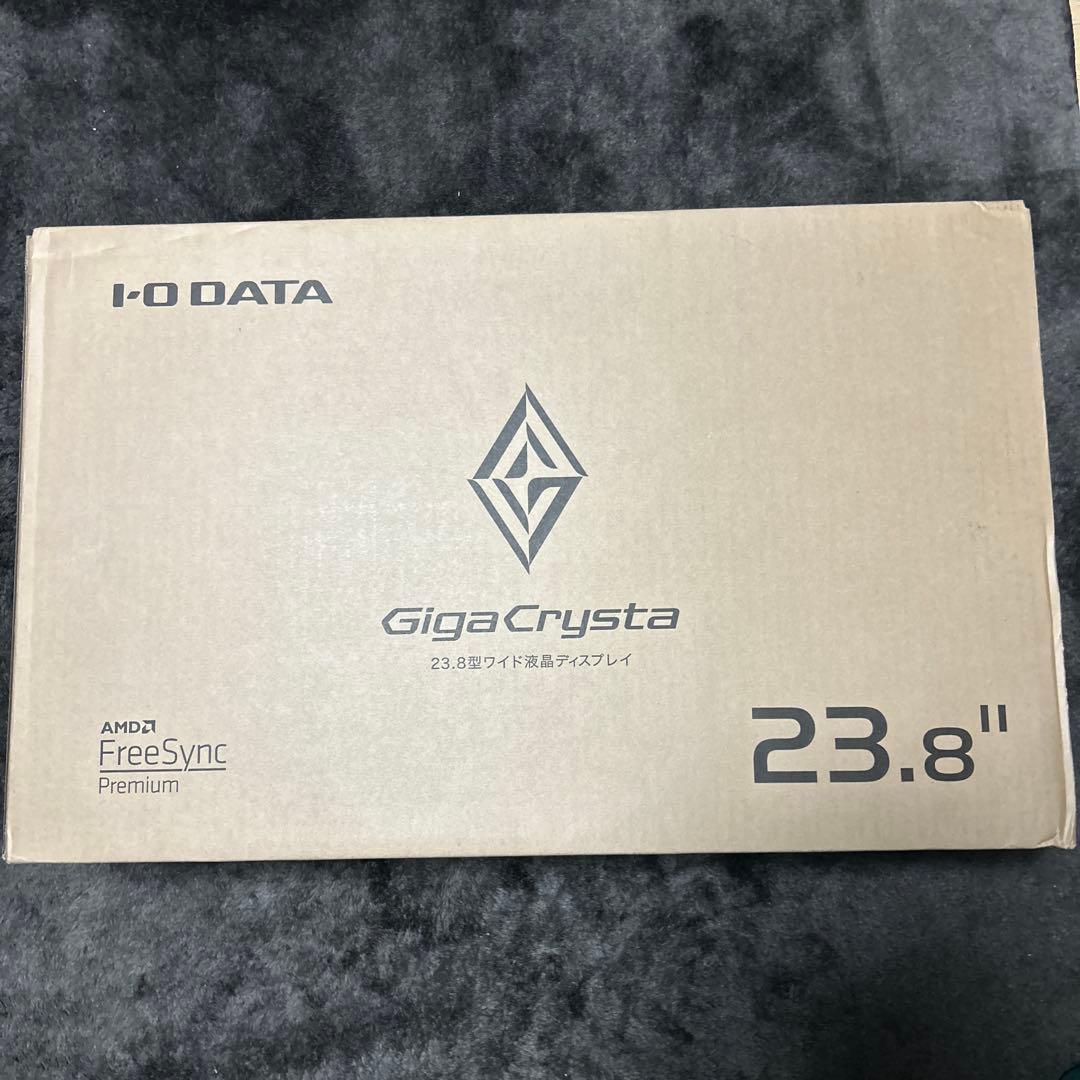 I-O DATA
GigaCrysta
23.8型ワイド液晶ディスプレイ
AMD
FreeSync
Premium
23.8"